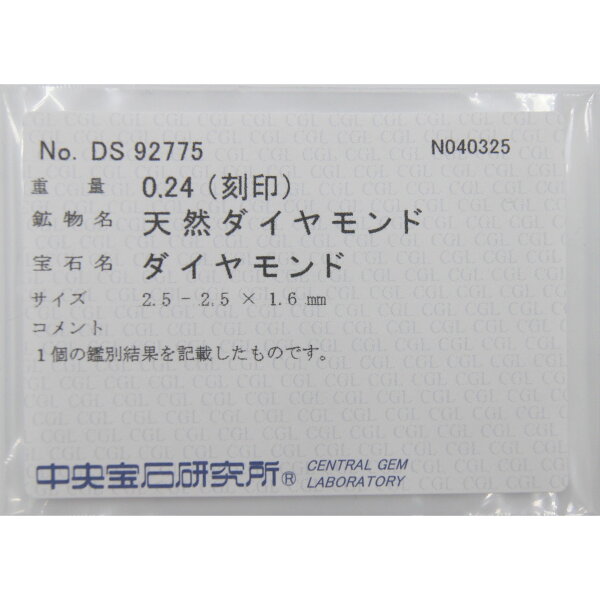 No. DS 92775 N040325
重量 0.24 (刻印)
鉱物名 天然ダイヤモンド
宝石名 ダイヤモンド
サイズ 2.5 - 2.5 × 1.6 mm
コメント
1個の鑑別結果を記載したものです。
中央宝石研究所® CENTRAL GEM
LABORATORY